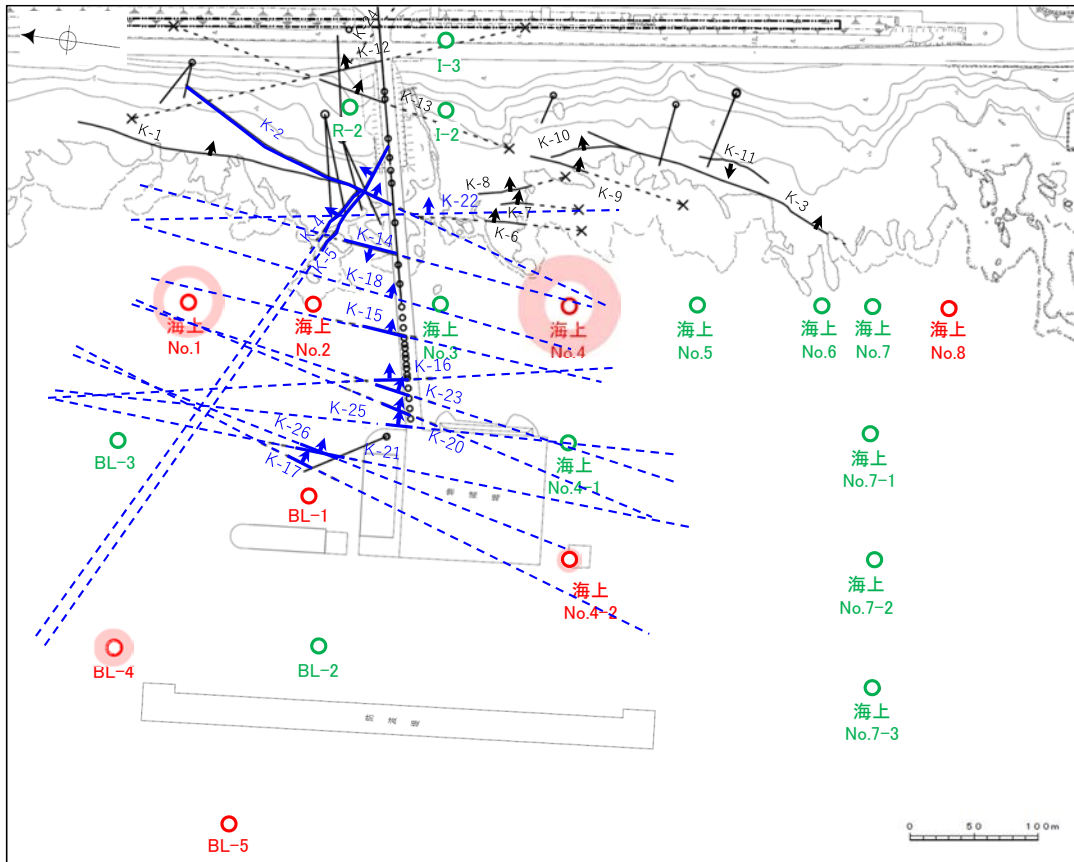 K-24
K-12
I-3
K-13
R-2
I-2
K-1
K-2
K-10
K-11
K-8
K-9
K-3
K-22
K-7
K-6
K-4
K-14
K-5
K-18
海上
No.1
海上
No.2
K-15
海上
No.3
海上
No.4
海上
No.5
海上
No.6
海上
No.7
海上
No.8
K-16
K-23
K-25
K-20
K-26
K-21
K-17
BL-3
海上
No.4-1
海上
No.7-1
BL-1
海上
No.4-2
海上
No.7-2
BL-4
BL-2
海上
No.7-3
BL-5
0 50 100m